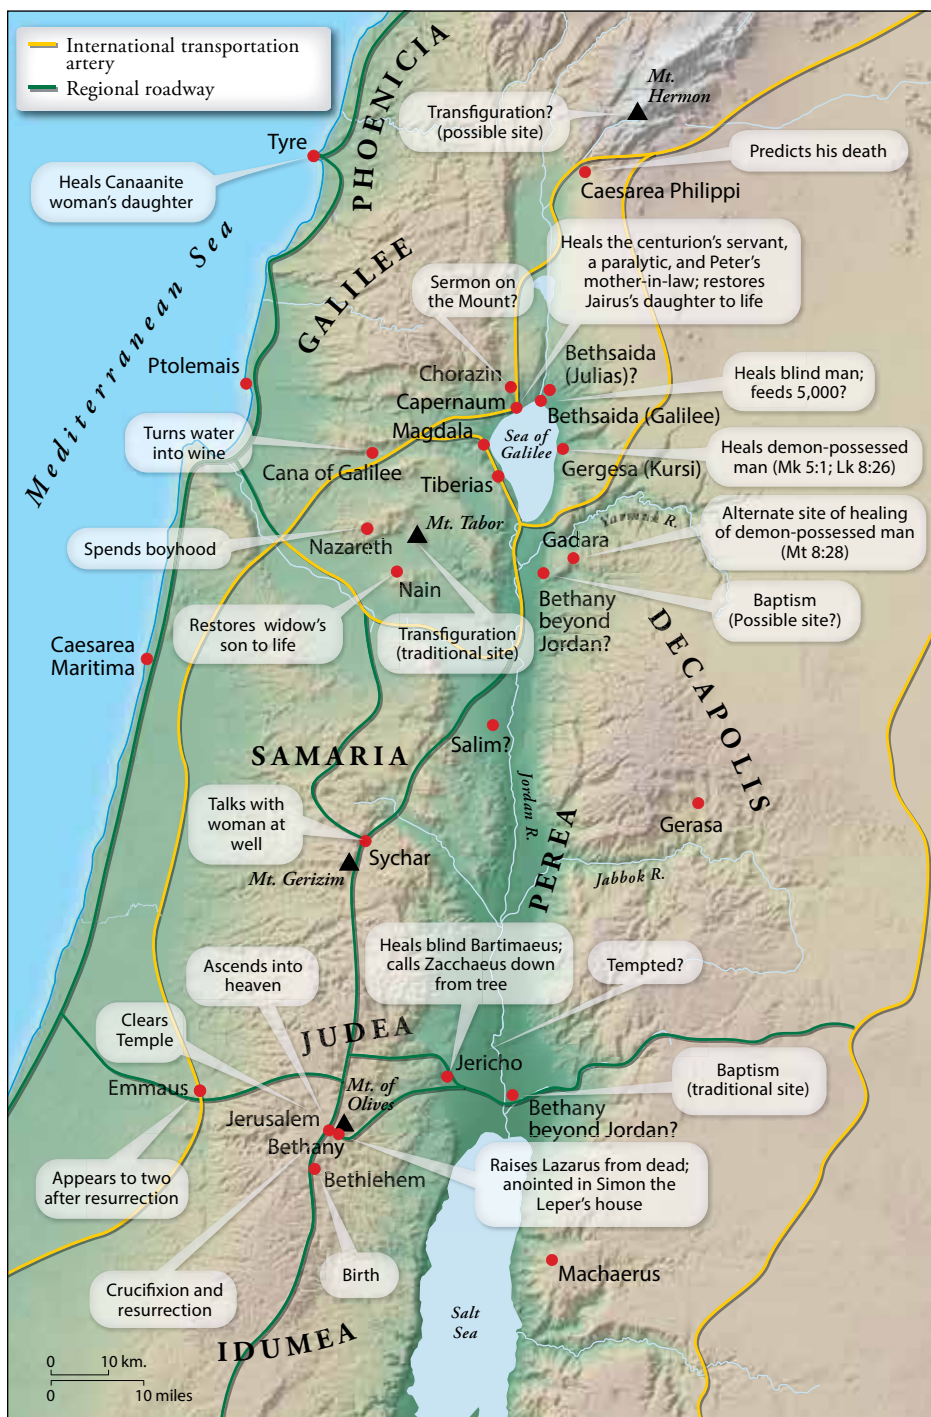 International transportation
artery
Regional roadway
PHOENICIA
Mt.
Hermon
Transfiguration?
(possible site)
Tyre
Predicts his death
Heals Canaanite
woman's daughter
Caesarea Philippi
Mediterranean Sea
GALILEE
Heals the centurion's servant,
a paralytic, and Peter's
mother-in-law; restores
Jairus's daughter to life
Sermon on
the Mount?
Ptolemais
Chorazin
Bethsaida
(Julias)?
Heals blind man;
feeds 5,000?
Capernaum
Bethsaida (Galilee)
Turns water
into wine
Magdala
Sea of
Galilee
Cana of Galilee
Gergesa (Kursi)
Heals demon-possessed
man (Mk 5:1; Lk 8:26)
Tiberias
Mt. Tabor
Yarmuk R.
Alternate site of healing
of demon-possessed man
(Mt 8:28)
Spends boyhood
Nazareth
Gadara
Nain
Bethany
beyond
Jordan?
Baptism
(Possible site?)
Restores widow's
son to life
Transfiguration
(traditional site)
DECAPOLIS
Caesarea
Maritima
Salim?
SAMARIA
Jordan R.
Talks with
woman at
well
Gerasa
Sychar
PEREA
Mt. Gerizim
Jabbok R.
Heals blind Bartimaeus;
calls Zacchaeus down
from tree
Ascends into
heaven
Tempted?
Clears
Temple
JUDEA
Jericho
Baptism
(traditional site)
Emmaus
Mt. of
Olives
Jerusalem
Bethany
beyond Jordan?
Bethany
Appears to two
after resurrection
Bethlehem
Raises Lazarus from dead;
anointed in Simon the
Leper's house
Crucifixion and
resurrection
Birth
Machaerus
Salt
Sea
IDUMEA
0 10 km.
0 10 miles